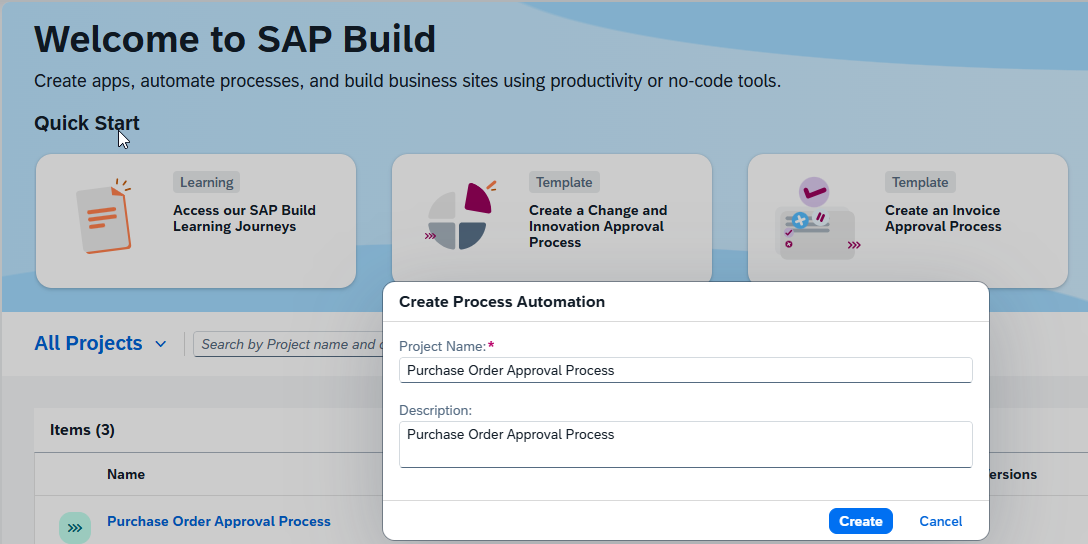 Welcome to SAP Build
Create apps, automate processes, and build business sites using productivity or no-code tools.
Quick Start
Learning
Access our SAP Build
Learning Journeys
Template
Create a Change and
Innovation Approval
Process
Template
Create an Invoice
Approval Process
Create Process Automation
Project Name:*
Purchase Order Approval Process
Description:
Purchase Order Approval Process
Create Cancel
All Projects
Search by Project name and
Items (3)
Name
Purchase Order Approval Process